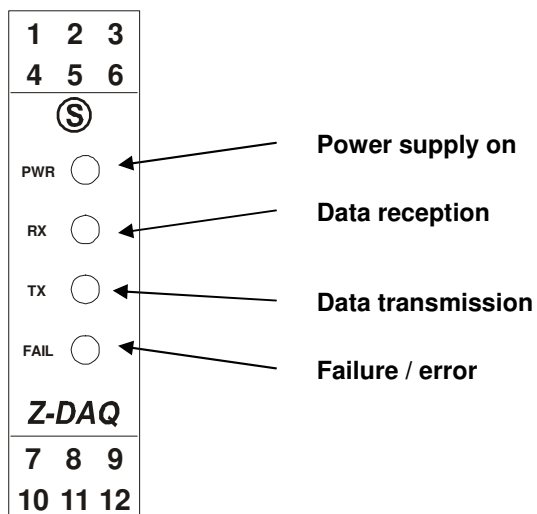 1 2 3
4 5 6
S
PWR
Power supply on
RX
Data reception
TX
Data transmission
FAIL
Failure / error
Z-DAQ
7 8 9
10 11 12